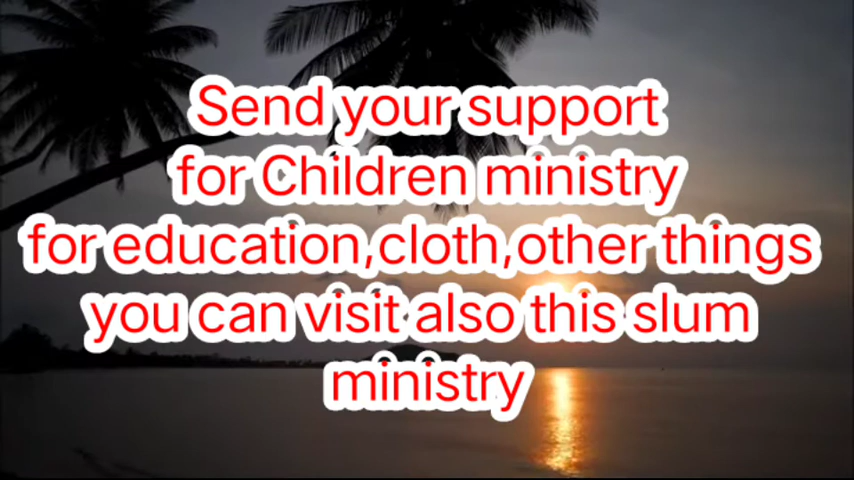 Send your support
for Children ministry
for education,cloth,other things
you can visit also this slum
ministry